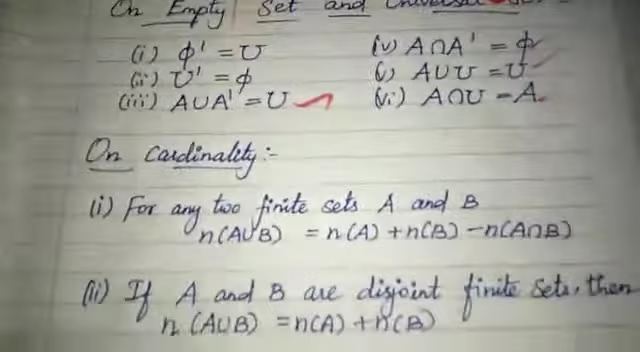 On Empty Set and Universal
(i) ϕ' = U
(ii) U' = ϕ
(iii) A∪A' = U
(iv) A∩A' = ϕ
(v) A∪U = U
(vi) A∩U = A.
On Cardinality :-
(i) For any two finite sets A and B
n(A∪B) = n(A) + n(B) - n(A∩B)
(ii) If A and B are disjoint finite sets, then
n (A∪B) = n(A) + n(B)